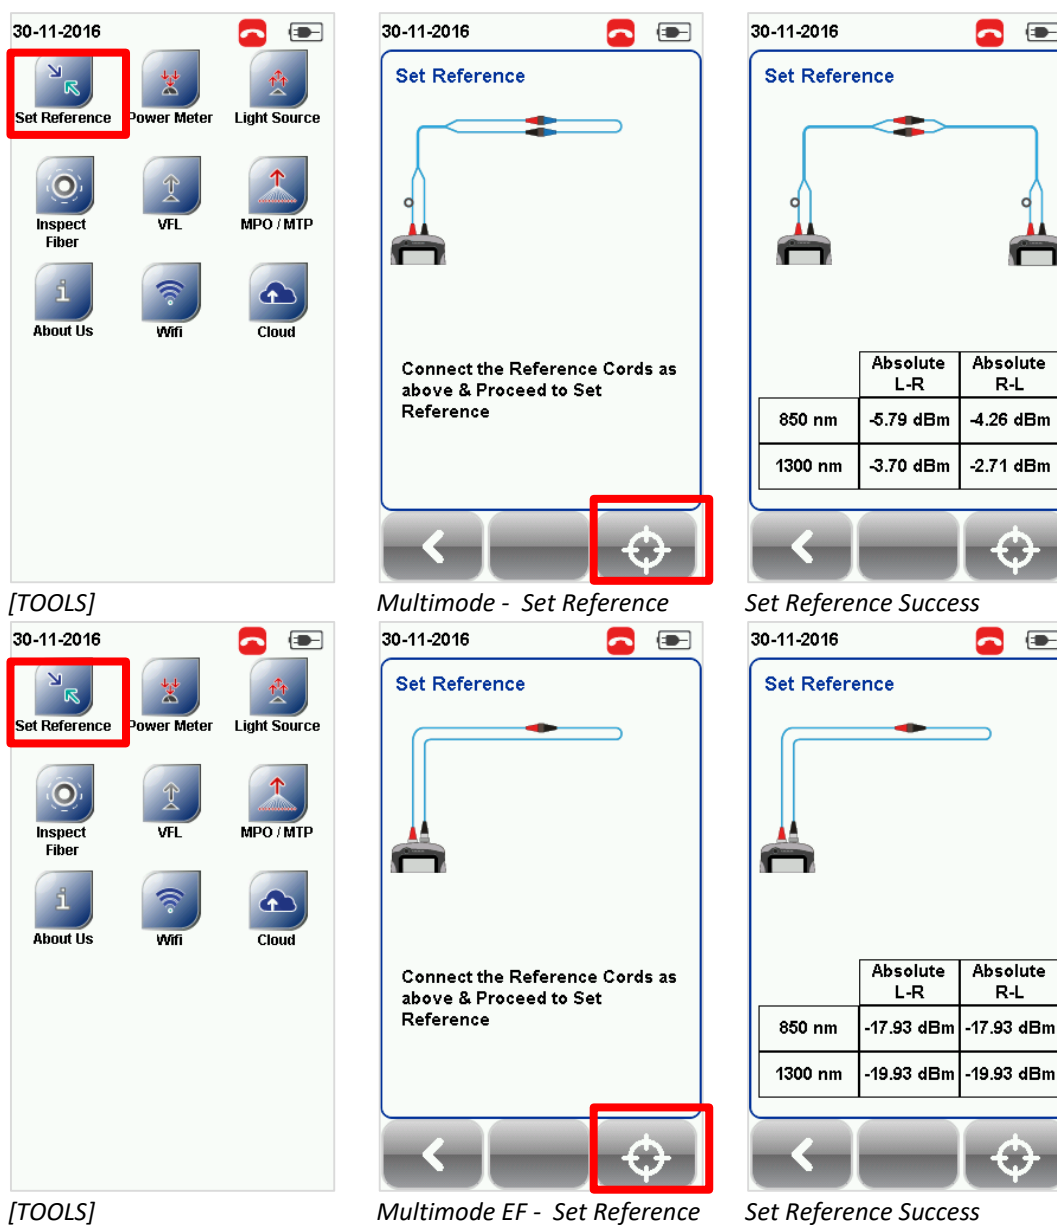 30-11-2016
Set Reference
Power Meter
Light Source
Inspect
Fiber
VFL
MPO / MTP
i
About Us
Wifi
Cloud
[TOOLS]
30-11-2016
Set Reference
Connect the Reference Cords as
above & Proceed to Set
Reference
Multimode - Set Reference
30-11-2016
Set Reference
Absolute
L-R
Absolute
R-L
850 nm
-5.79 dBm
-4.26 dBm
1300 nm
-3.70 dBm
-2.71 dBm
Set Reference Success
30-11-2016
Set Reference
Power Meter
Light Source
Inspect
Fiber
VFL
MPO / MTP
i
About Us
Wifi
Cloud
[TOOLS]
30-11-2016
Set Reference
Connect the Reference Cords as
above & Proceed to Set
Reference
Multimode EF - Set Reference
30-11-2016
Set Reference
Absolute
L-R
Absolute
R-L
850 nm
-17.93 dBm
-17.93 dBm
1300 nm
-19.93 dBm
-19.93 dBm
Set Reference Success